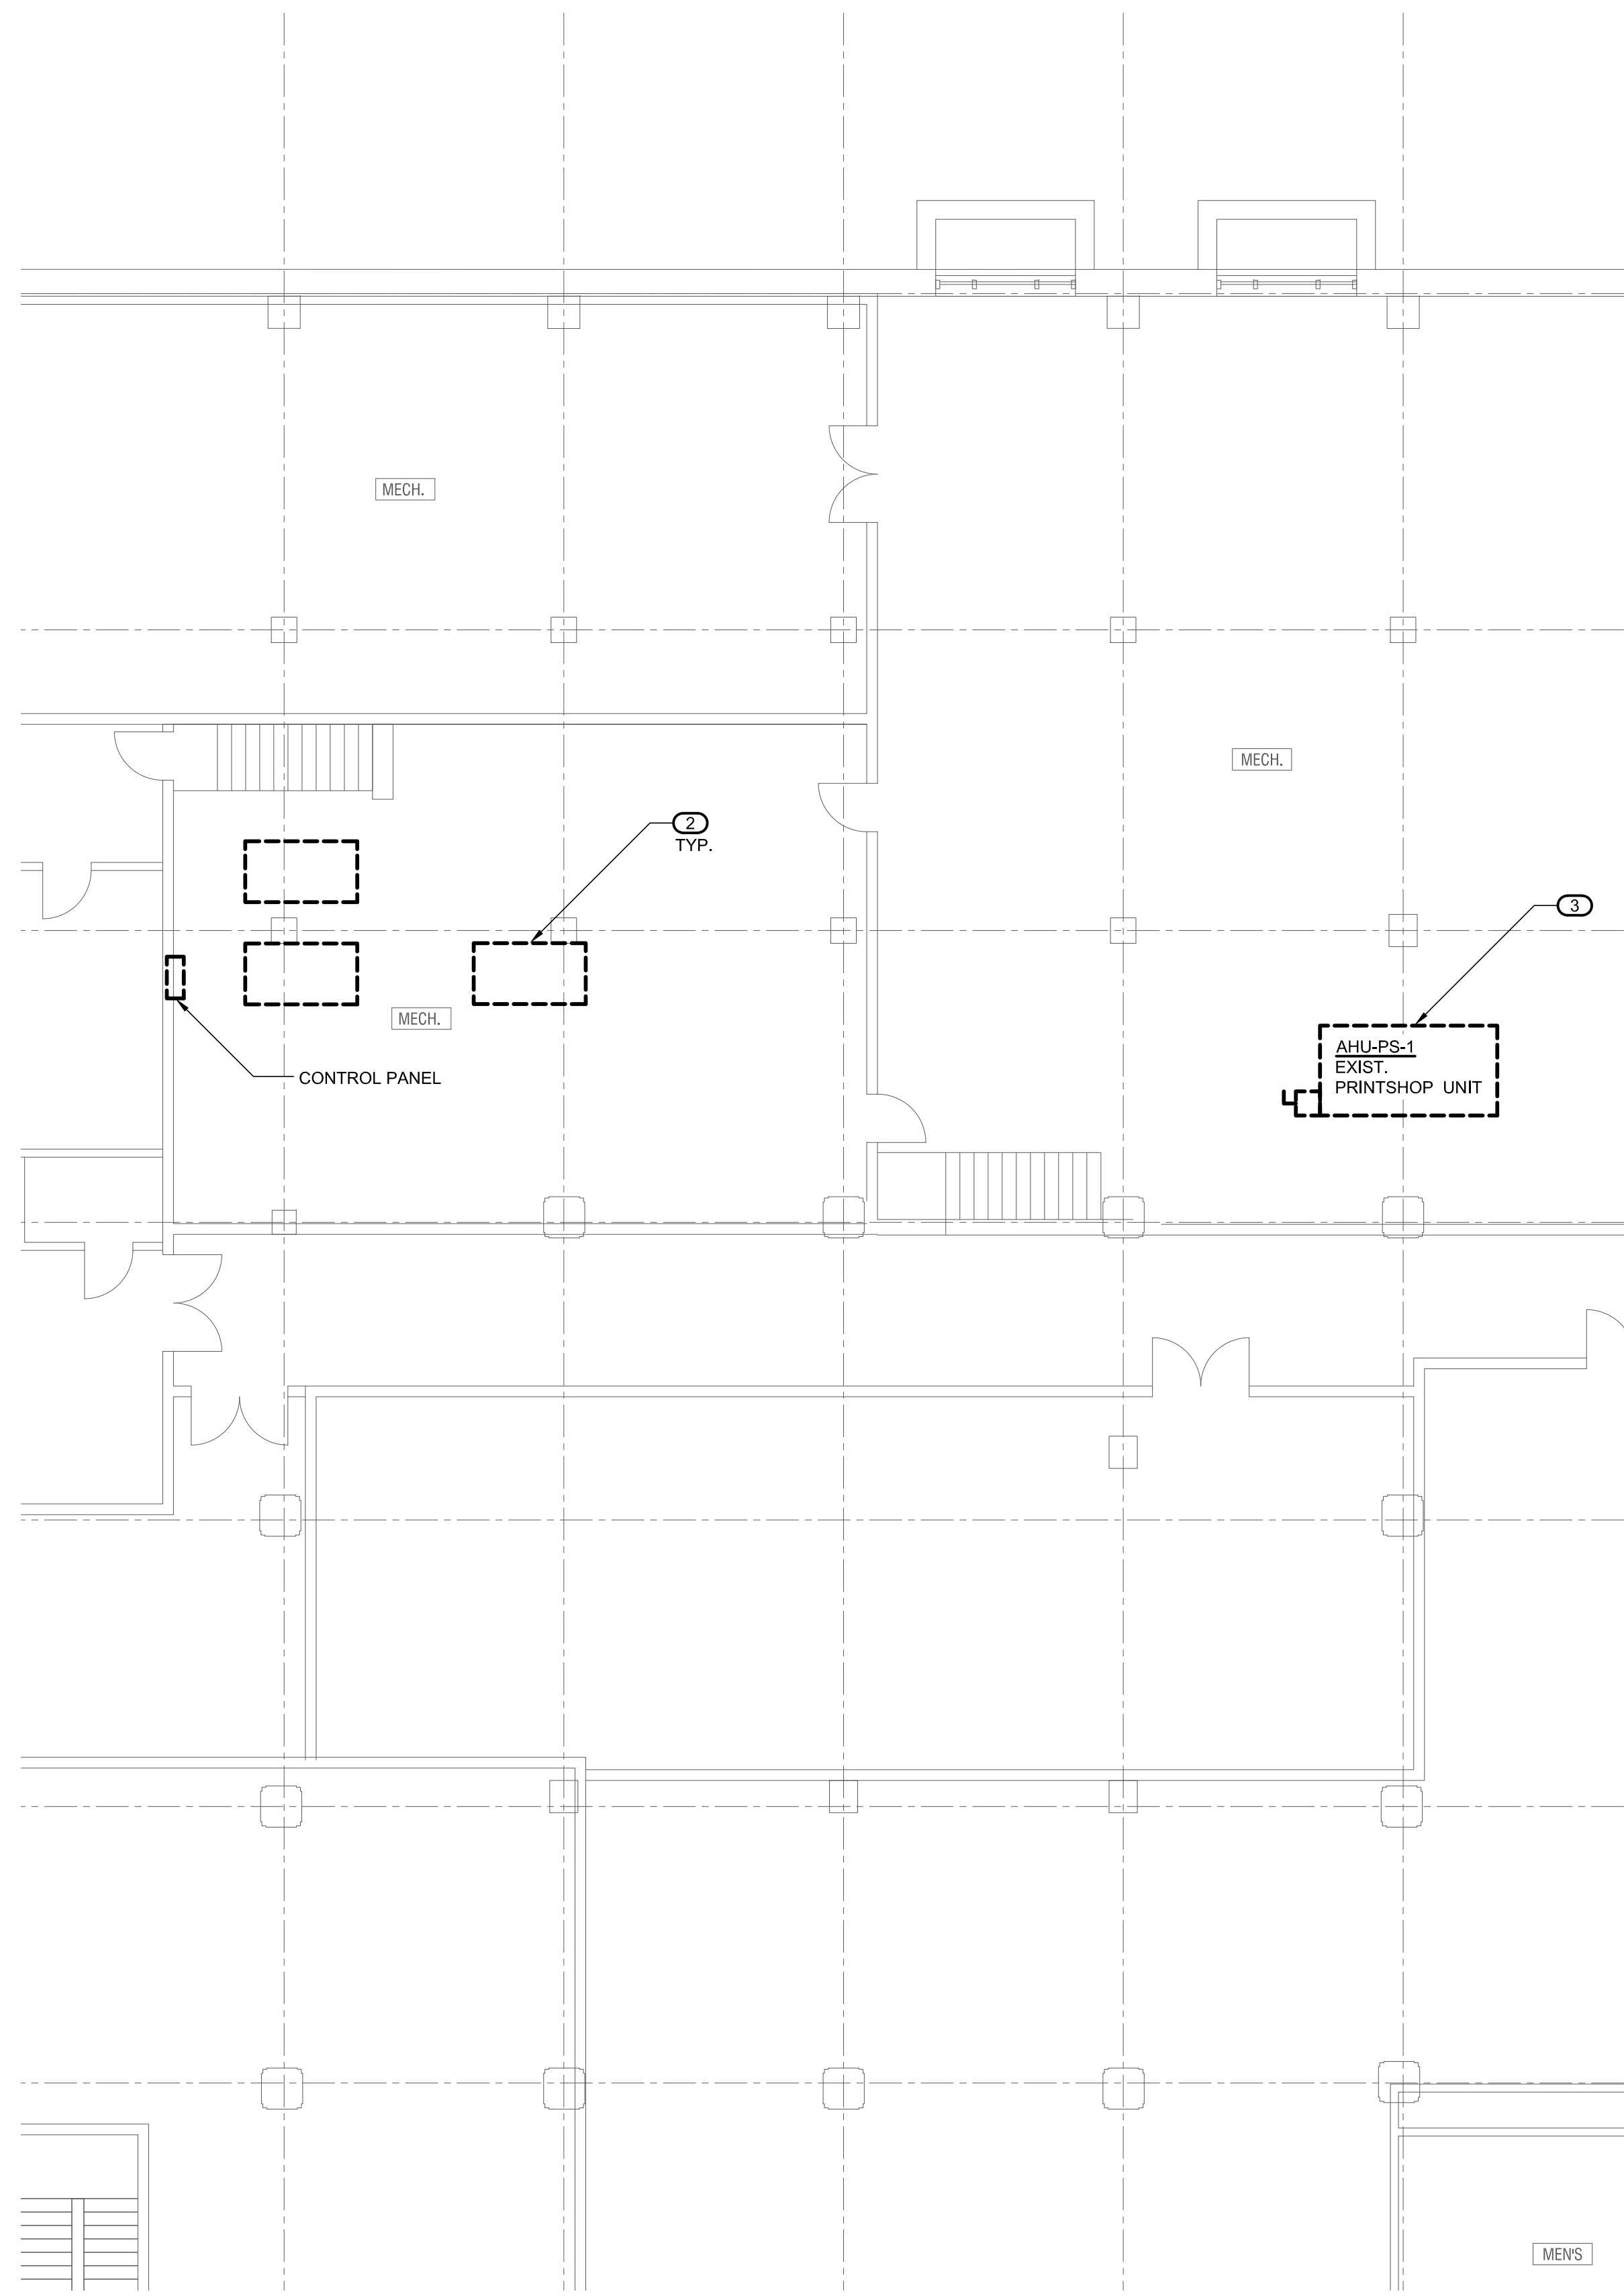 MECH.
MECH.
2
TYP.
3
MECH.
CONTROL PANEL
AHU-PS-1
EXIST.
PRINTSHOP UNIT
MEN'S